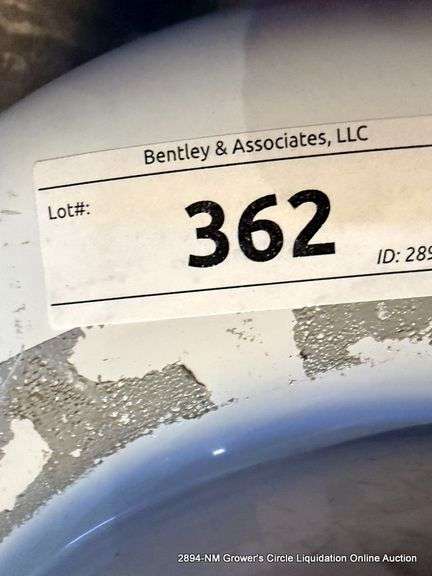 Bentley & Associates, LLC
Lot#:
362
ID: 289
2894-NM Grower's Circle Liquidation Online Auction